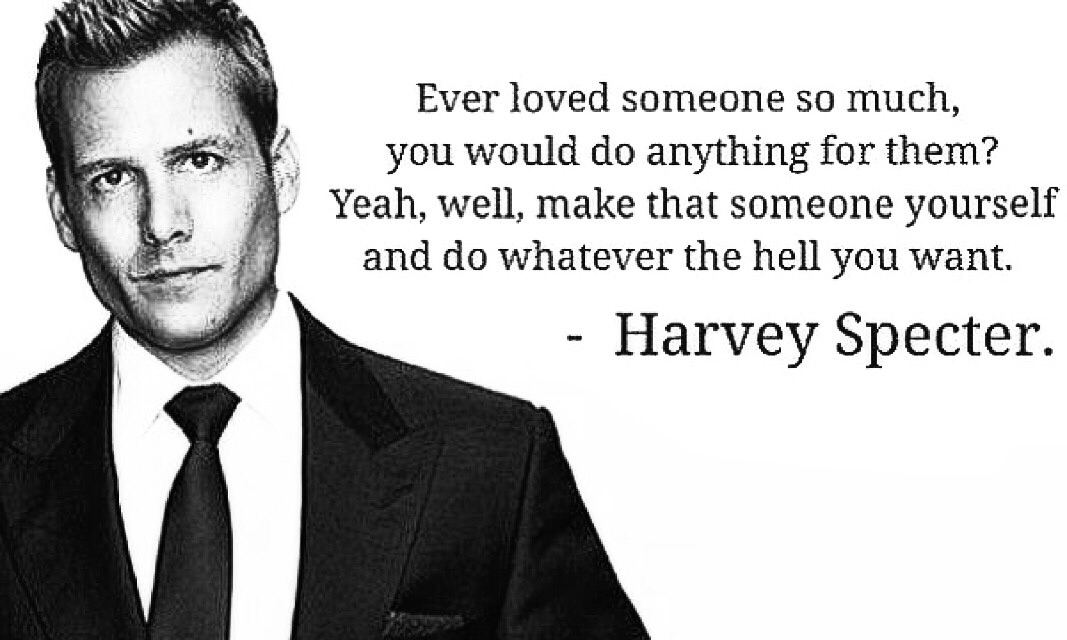 Ever loved someone so much,
you would do anything for them?
Yeah, well, make that someone yourself
and do whatever the hell you want.
- Harvey Specter.